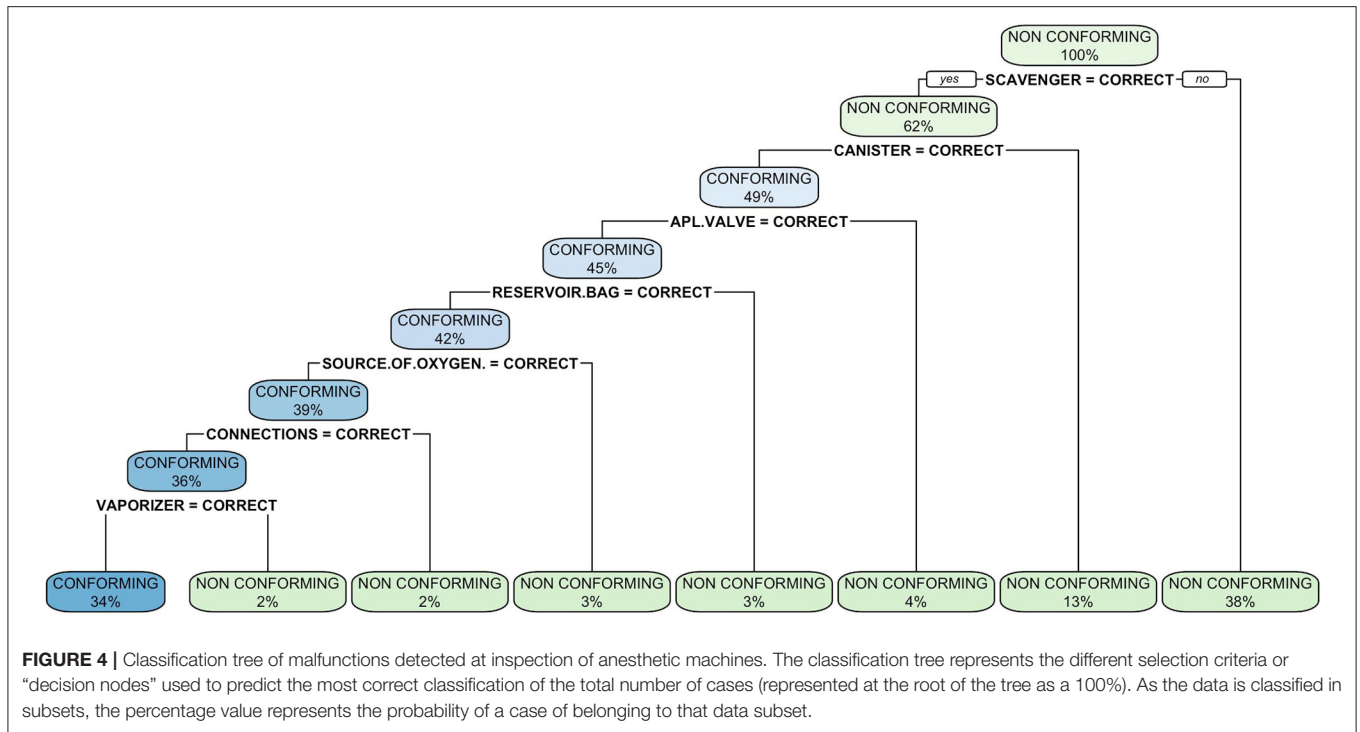 NON CONFORMING
100%
yes
SCAVENGER = CORRECT
no
NON CONFORMING
62%
CANISTER = CORRECT
CONFORMING
49%
APL.VALVE = CORRECT
CONFORMING
45%
RESERVOIR.BAG = CORRECT
CONFORMING
42%
SOURCE.OF.OXYGEN. = CORRECT
CONFORMING
39%
CONNECTIONS = CORRECT
CONFORMING
36%
VAPORIZER = CORRECT
CONFORMING
34%
NON CONFORMING
2%
NON CONFORMING
2%
NON CONFORMING
3%
NON CONFORMING
3%
NON CONFORMING
4%
NON CONFORMING
13%
NON CONFORMING
38%
FIGURE 4 | Classification tree of malfunctions detected at inspection of anesthetic machines. The classification tree represents the different selection criteria or
“decision nodes” used to predict the most correct classification of the total number of cases (represented at the root of the tree as a 100%). As the data is classified in
subsets, the percentage value represents the probability of a case of belonging to that data subset.